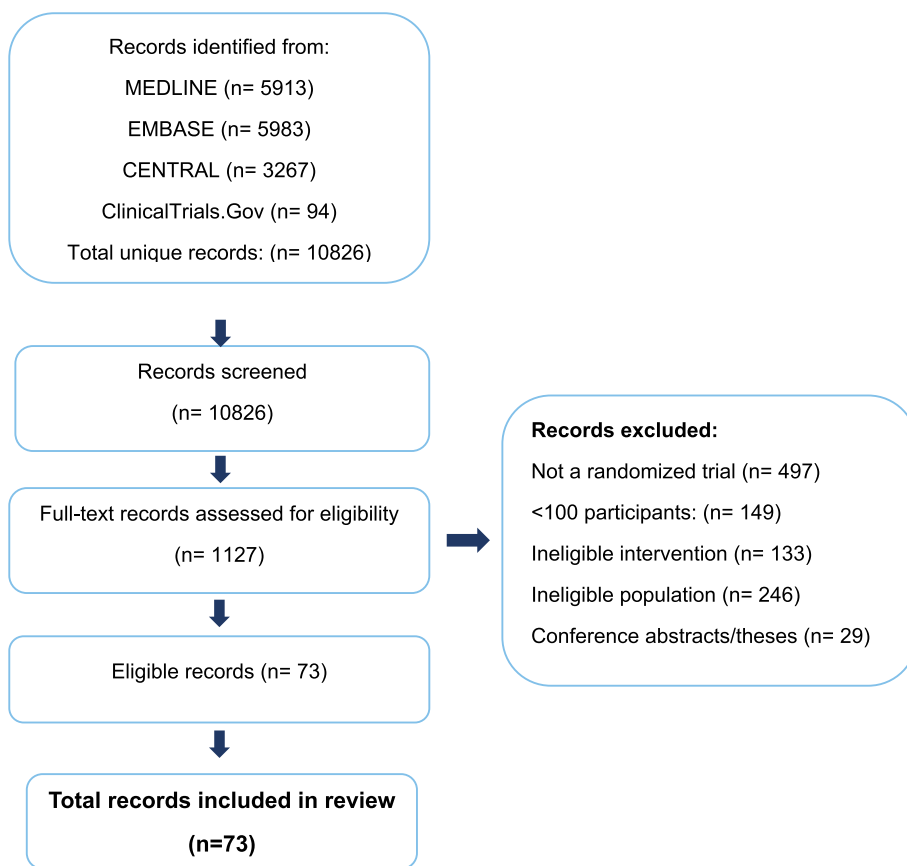 Records identified from:
MEDLINE (n= 5913)
EMBASE (n= 5983)
CENTRAL (n= 3267)
ClinicalTrials.Gov (n= 94)
Total unique records: (n= 10826)
Records screened
(n= 10826)
Full-text records assessed for eligibility
(n= 1127)
Records excluded:
Not a randomized trial (n= 497)
<100 participants: (n= 149)
Ineligible intervention (n= 133)
Ineligible population (n= 246)
Conference abstracts/theses (n= 29)
Eligible records (n= 73)
Total records included in review
(n=73)